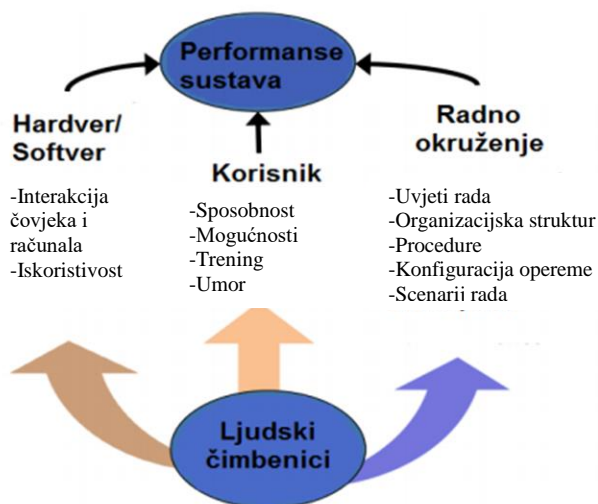 Performanse
sustava
Hardver/
Softver
-Interakcija
čovjeka i
računala
-Iskoristivost
Korisnik
-Sposobnost
-Mogućnosti
-Trening
-Umor
Radno
okruženje
-Uvjeti rada
-Organizacijska struktur
-Procedure
-Konfiguracija opereme
-Scenarij rada
Ljudski
čimbenici